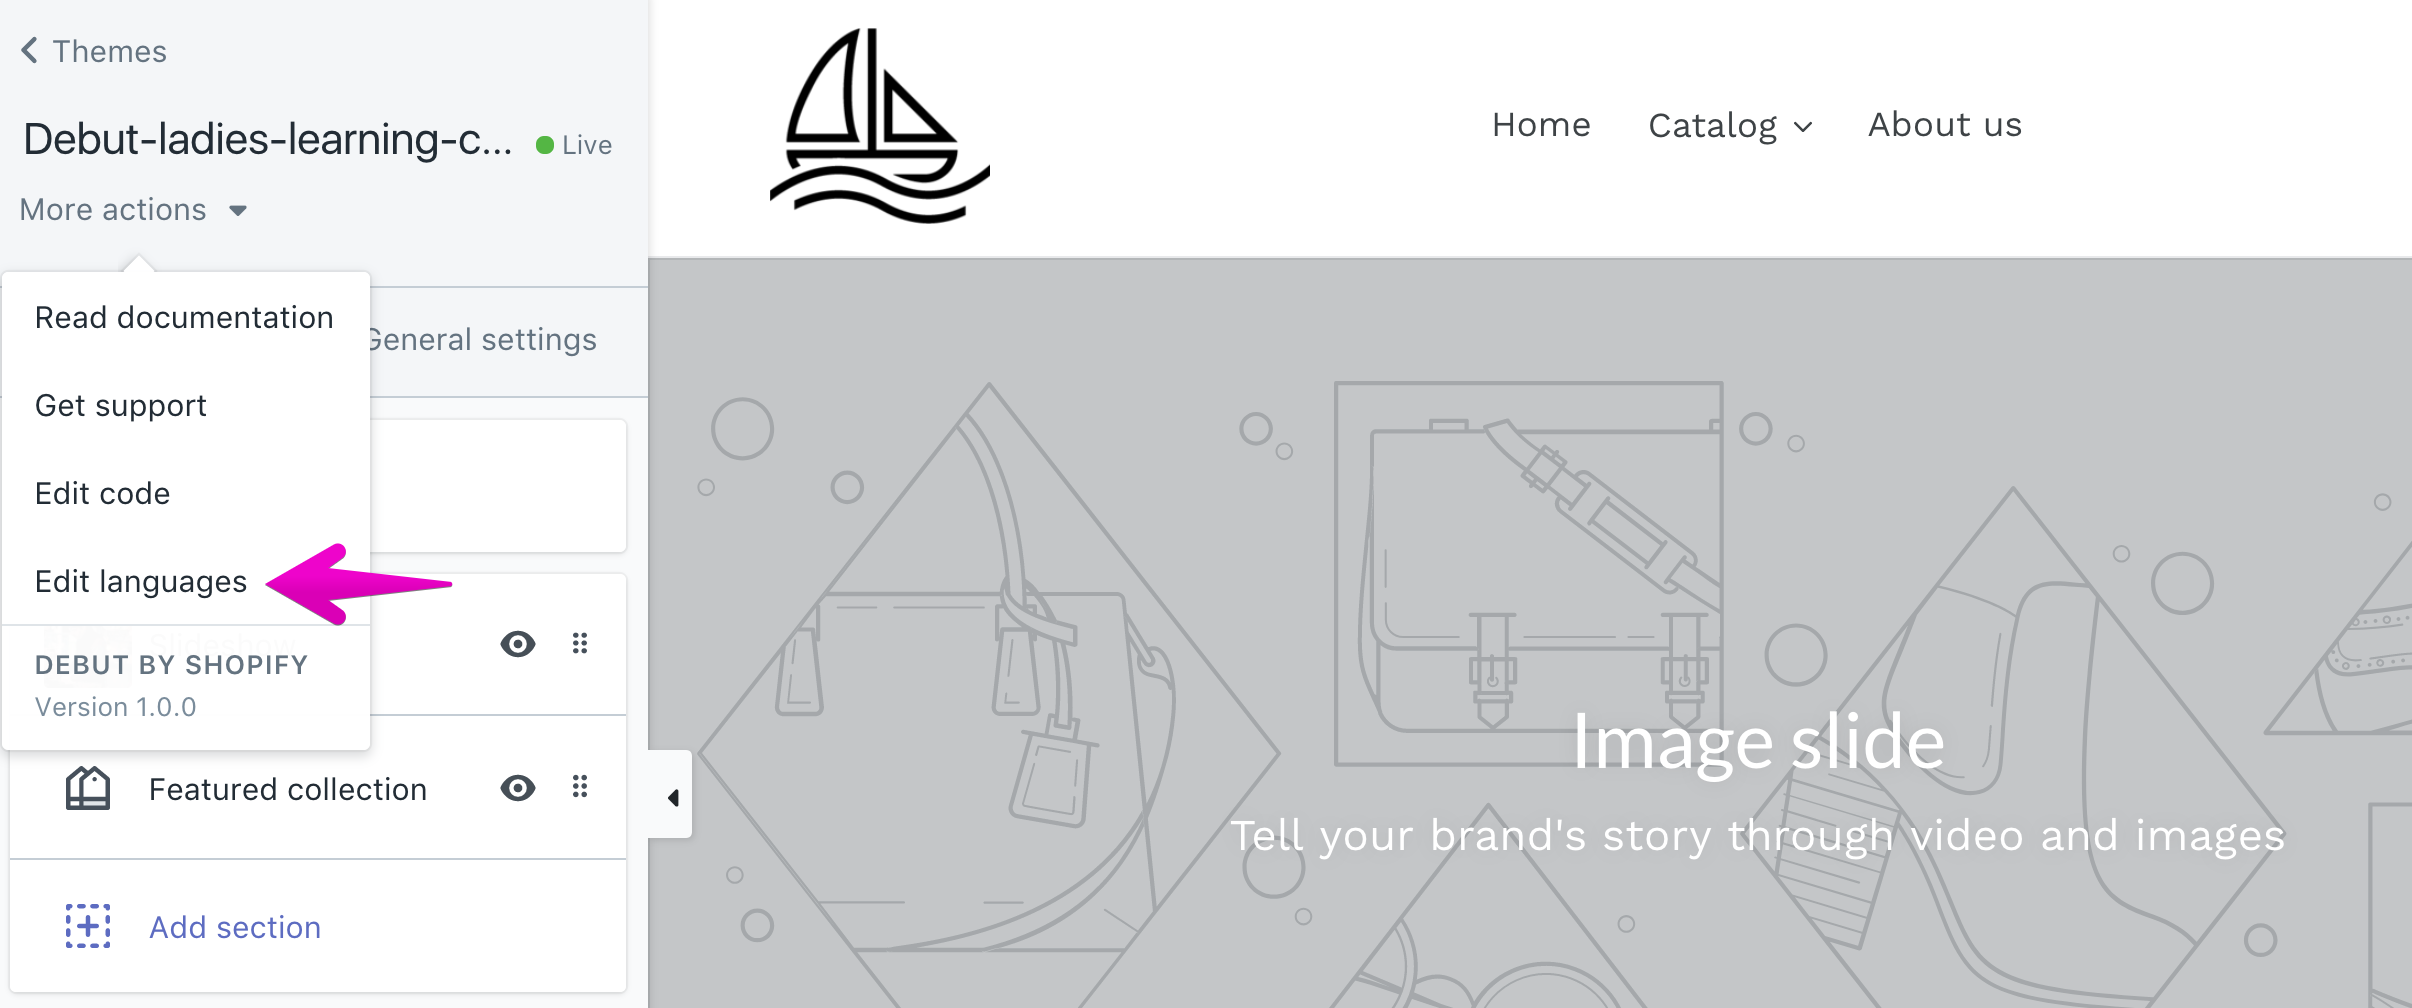 Themes
Debut-ladies-learning-c... Live
More actions
Read documentation
Get support
Edit code
Edit languages
DEBUT BY SHOPIFY
Version 1.0.0
General settings
Slideshow
Featured collection
Add section
Home Catalog About us
Image slide
Tell your brand's story through video and images